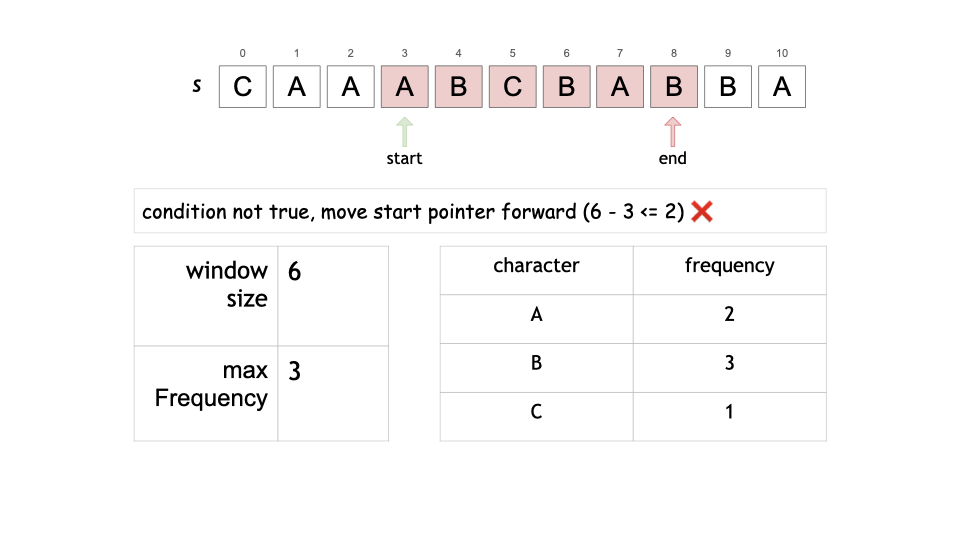 0 1 2 3 4 5 6 7 8 9 10
s C A A A B C B A B B A
start end
condition not true, move start pointer forward (6 - 3 <= 2) ❌
window size 6
max Frequency 3
character frequency
A 2
B 3
C 1